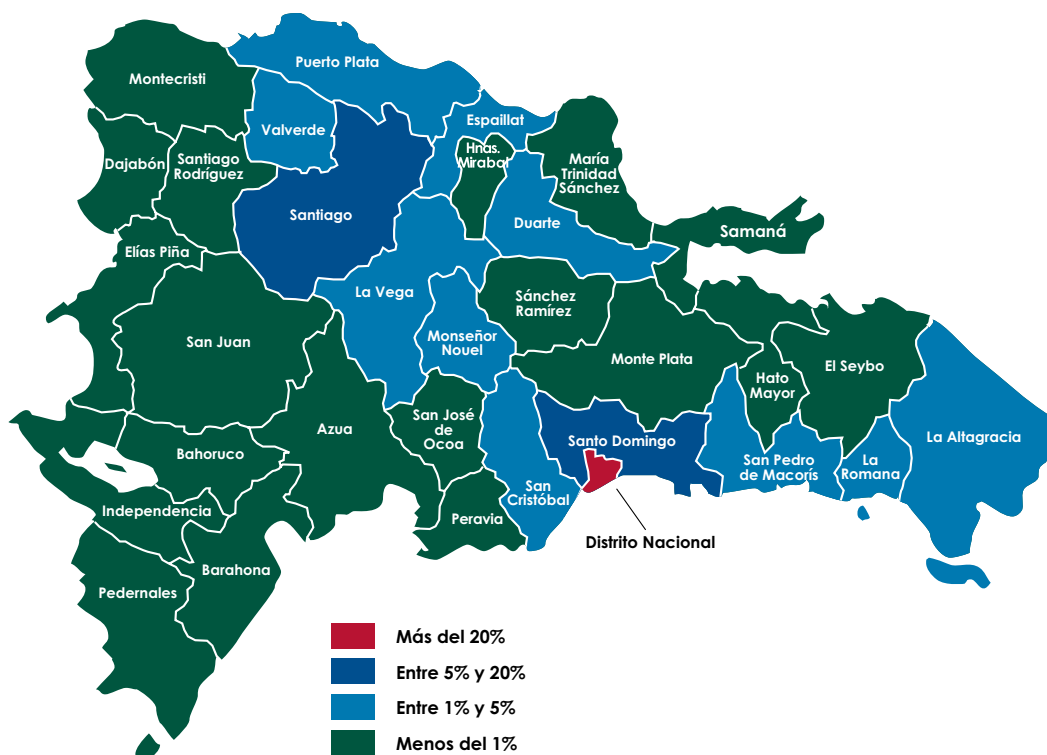 Puerto Plata
Montecristi
Espaillat
Valverde
Hnas.
Mirabal
Dajabón
Santiago
Rodríguez
María
Trinidad
Sánchez
Santiago
Duarte
Samaná
Elías Piña
La Vega
Sánchez
Ramírez
San Juan
Monseñor
Nouel
Monte Plata
El Seybo
Hato
Mayor
San José
de
Ocoa
Azua
Santo Domingo
La Altagracia
Bahoruco
San Pedro
de Macorís
La
Romana
San
Cristóbal
Independencia
Peravia
Distrito Nacional
Barahona
Pedernales
Más del 20%
Entre 5% y 20%
Entre 1% y 5%
Menos del 1%